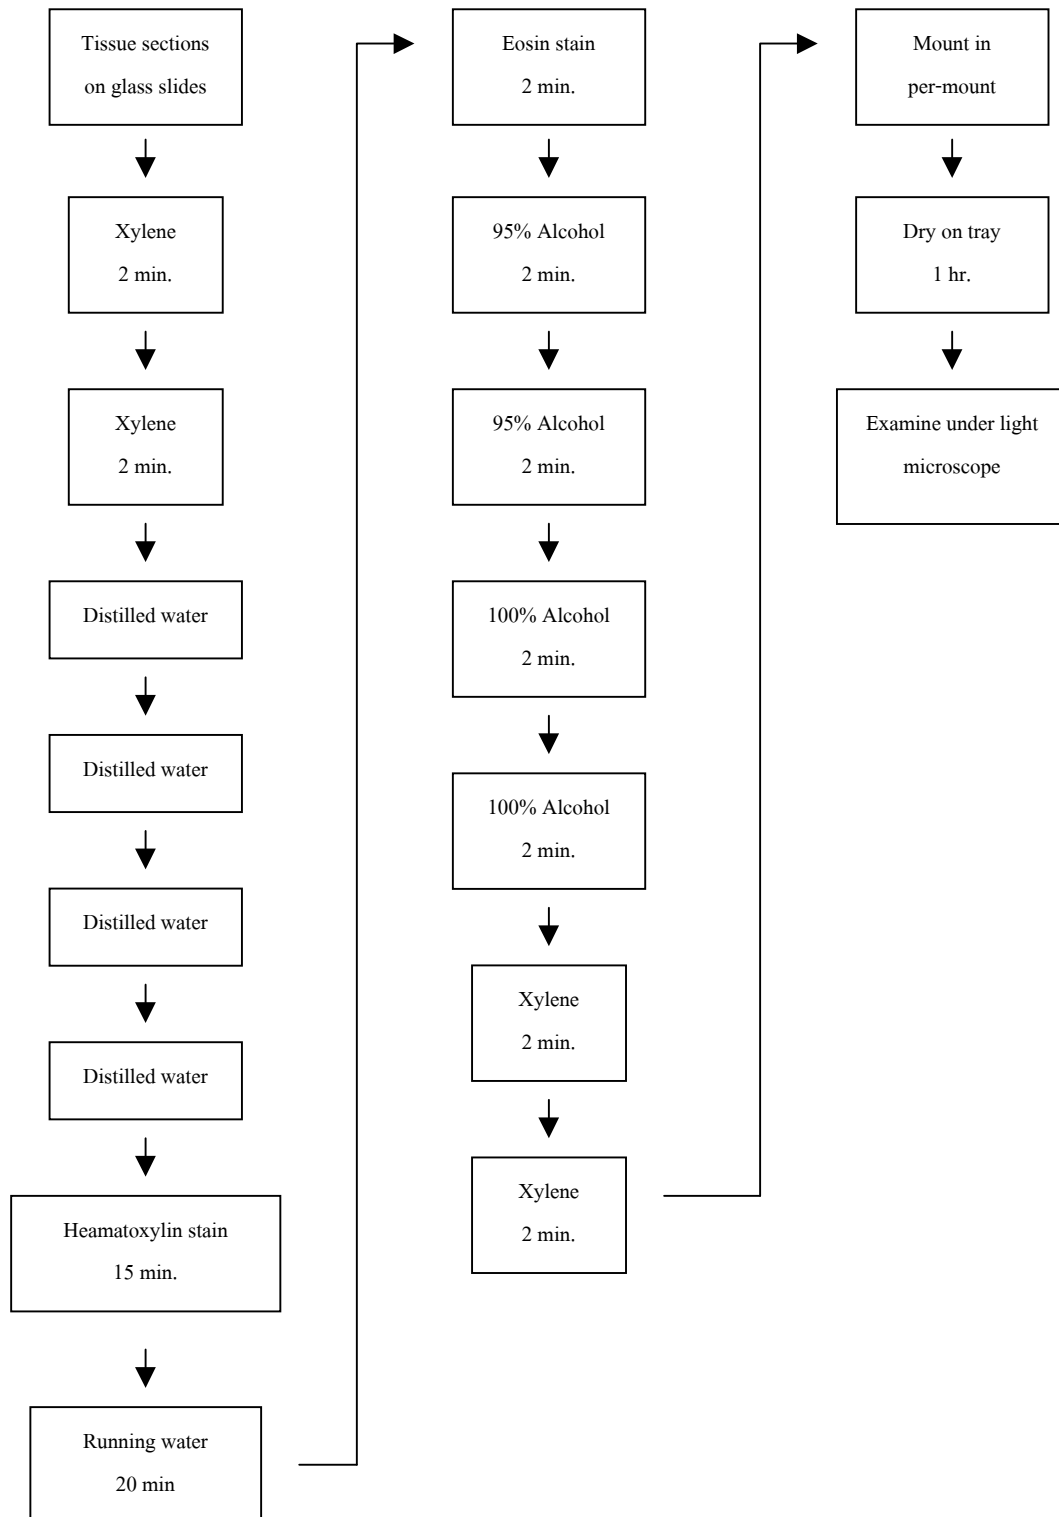 Tissue sections
on glass slides
Xylene
2 min.
Xylene
2 min.
Distilled water
Distilled water
Distilled water
Distilled water
Heamatoxylin stain
15 min.
Running water
20 min
Eosin stain
2 min.
95% Alcohol
2 min.
95% Alcohol
2 min.
100% Alcohol
2 min.
100% Alcohol
2 min.
Xylene
2 min.
Xylene
2 min.
Mount in
per-mount
Dry on tray
1 hr.
Examine under light
microscope